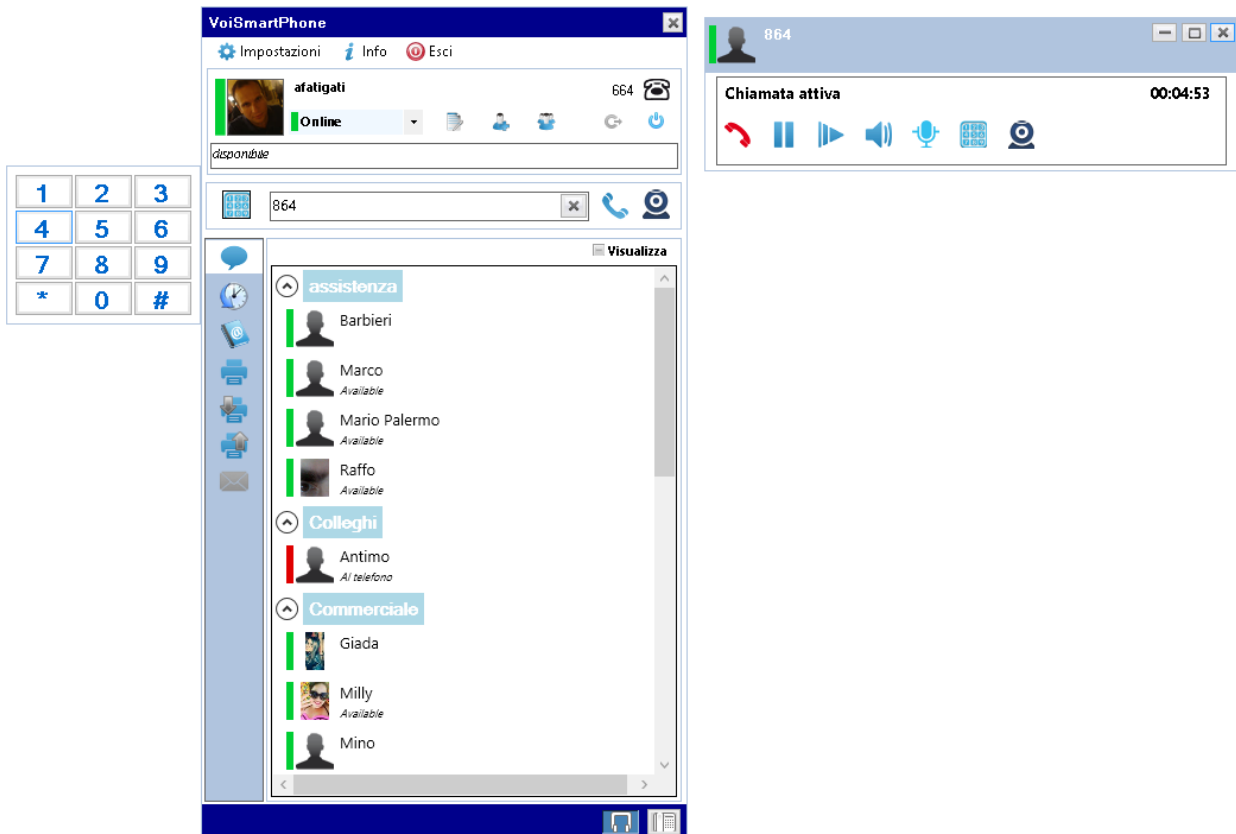 VoiSmartPhone
Impostazioni Info Esci
afatigati 664
Online
disponibile
864
1 2 3
4 5 6
7 8 9
* 0 #
Visualizza
assistenza
Barbieri
Marco
Available
Mario Palermo
Available
Raffo
Available
Colleghi
Antimo
Al telefono
Commerciale
Giada
Milly
Available
Mino
864
Chiamata attiva 00:04:53